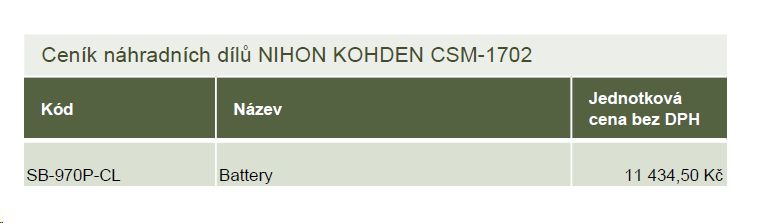 Ceník náhradních dílů NIHON KOHDEN CSM-1702
Kód Název Jednotková cena bez DPH
SB-970P-CL Battery 11 434,50 Kč